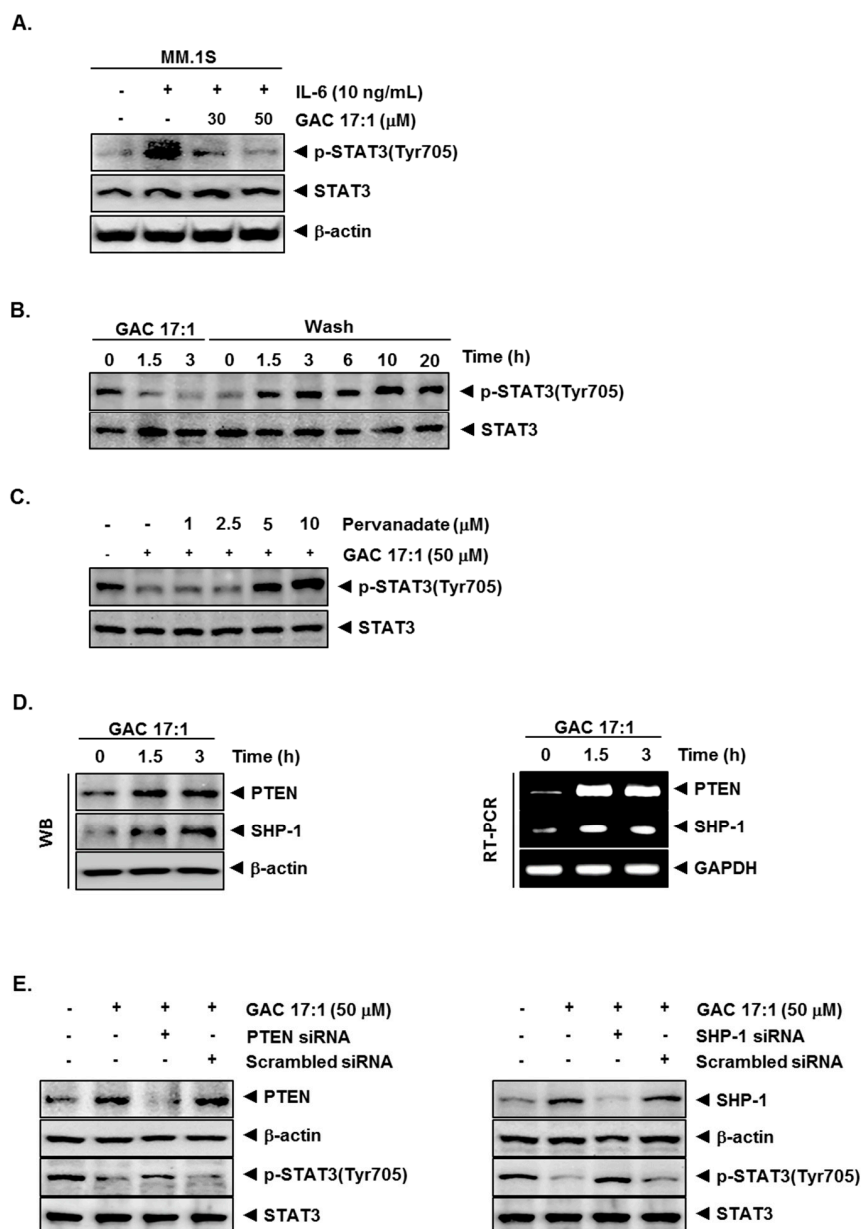 A.
MM.1S
- + + + IL-6 (10 ng/mL)
- - 30 50 GAC 17:1 (μM)
◄ p-STAT3(Tyr705)
◄ STAT3
◄ β-actin
B.
GAC 17:1 Wash
0 1.5 3 0 1.5 3 6 10 20 Time (h)
◄ p-STAT3(Tyr705)
◄ STAT3
C.
- - 1 2.5 5 10 Pervanadate (μM)
- + + + + + GAC 17:1 (50 μM)
◄ p-STAT3(Tyr705)
◄ STAT3
D.
GAC 17:1
0 1.5 3 Time (h)
WB
◄ PTEN
◄ SHP-1
◄ β-actin
GAC 17:1
0 1.5 3 Time (h)
RT-PCR
◄ PTEN
◄ SHP-1
◄ GAPDH
E.
- + + + GAC 17:1 (50 μM)
- - + - PTEN siRNA
- - - + Scrambled siRNA
◄ PTEN
◄ β-actin
◄ p-STAT3(Tyr705)
◄ STAT3
- + + + GAC 17:1 (50 μM)
- - + - SHP-1 siRNA
- - - + Scrambled siRNA
◄ SHP-1
◄ β-actin
◄ p-STAT3(Tyr705)
◄ STAT3